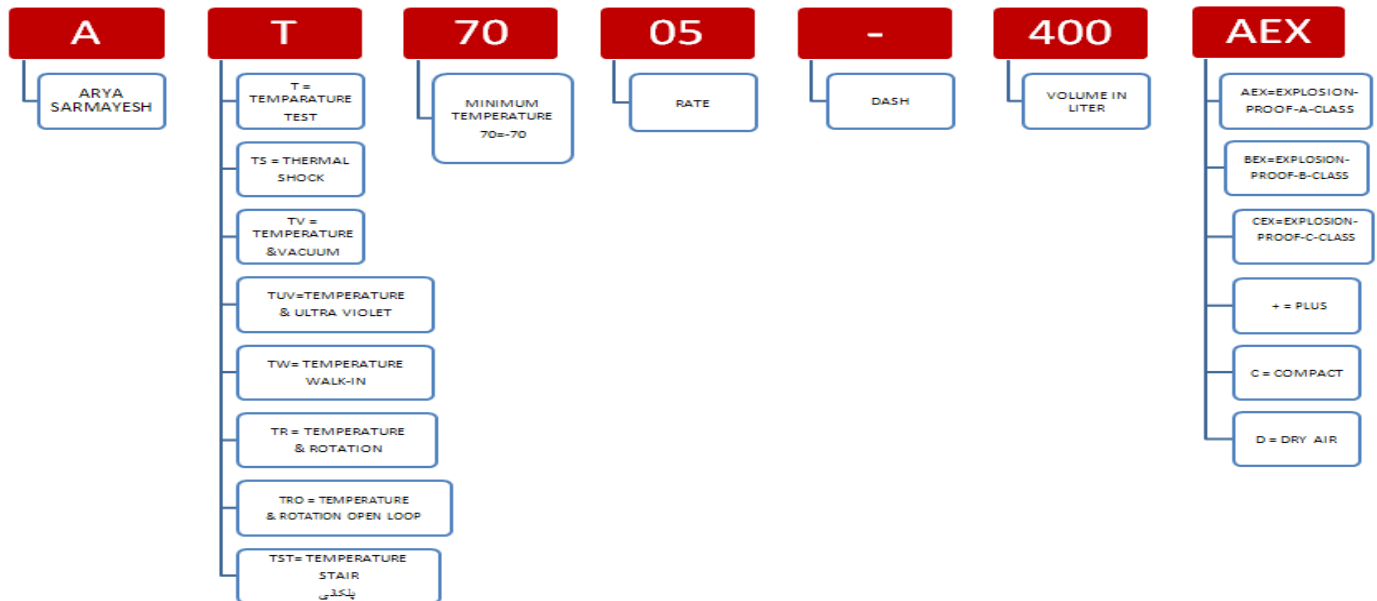 A
T
70
05
-
400
AEX
ARYA
SARMAYESH
T =
TEMPARATURE
TEST
TS = THERMAL
SHOCK
TV =
TEMPERATURE
&VACUUM
TUV=TEMPERATURE
& ULTRA VIOLET
TW= TEMPERATURE
WALK-IN
TR = TEMPERATURE
& ROTATION
TRO = TEMPERATURE
& ROTATION OPEN LOOP
TST= TEMPERATURE
STAIR
پلکانی
MINIMUM
TEMPERATURE
70=-70
RATE
DASH
VOLUME IN
LITER
AEX=EXPLOSION-
PROOF-A-CLASS
BEX=EXPLOSION-
PROOF-B-CLASS
CEX=EXPLOSION-
PROOF-C-CLASS
+ = PLUS
C = COMPACT
D = DRY AIR